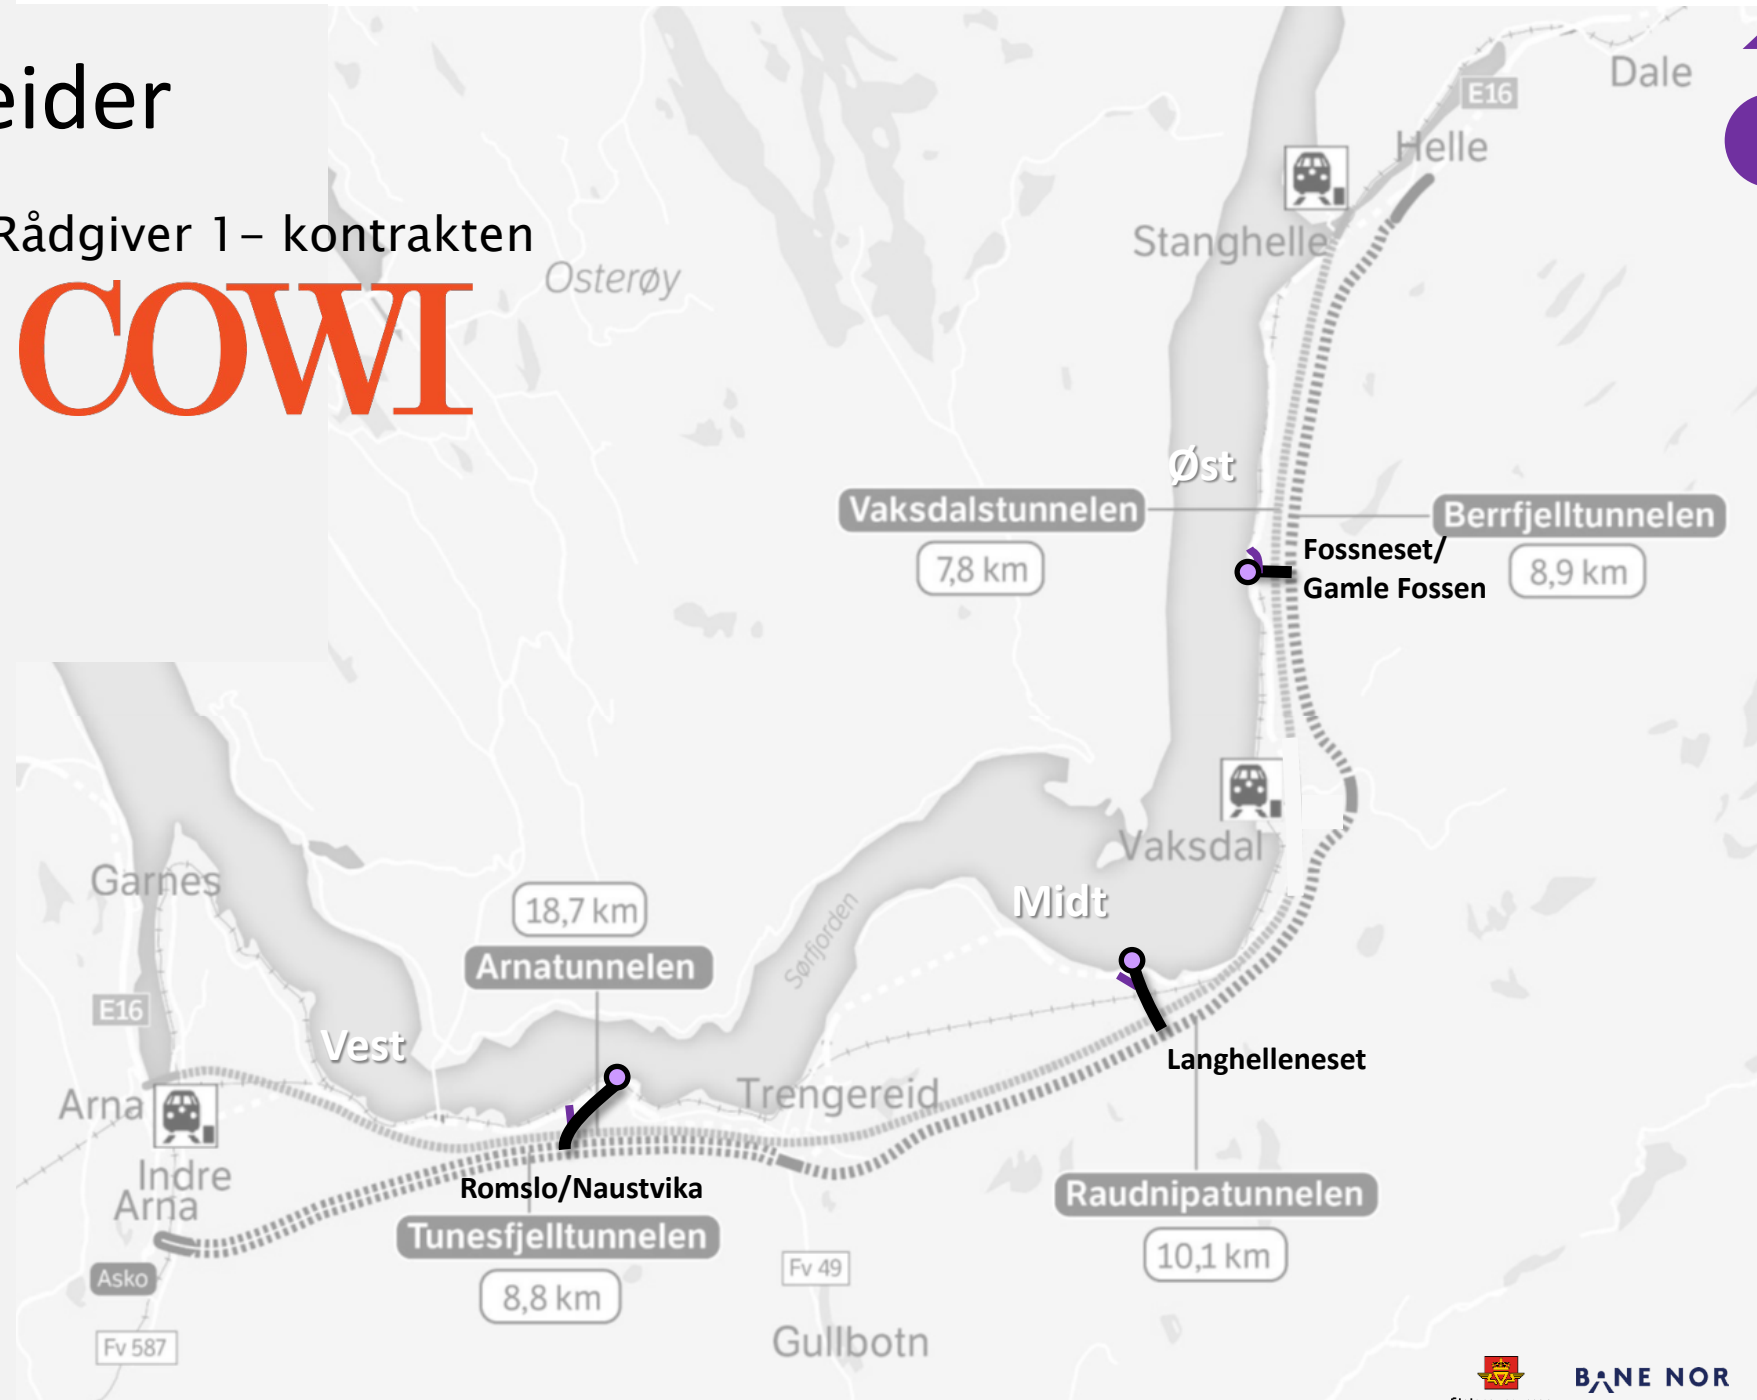 eider
Rådgiver 1– kontrakten
COWI
Dale
E16
Helle
Stanghelle
Osterøy
Øst
Vaksdalstunnelen
7,8 km
Berrfjelltunnelen
8,9 km
Fossneset/
Gamle Fossen
Vaksdal
Midt
Garnes
18,7 km
Arnatunnelen
Sørfjorden
E16
Vest
Langhelleneset
Arna
Trengereid
Indre
Arna
Romslo/Naustvika
Tunesfjelltunnelen
8,8 km
Raudnipatunnelen
10,1 km
Asko
Fv 49
Fv 587
Gullbotn
BANE NOR